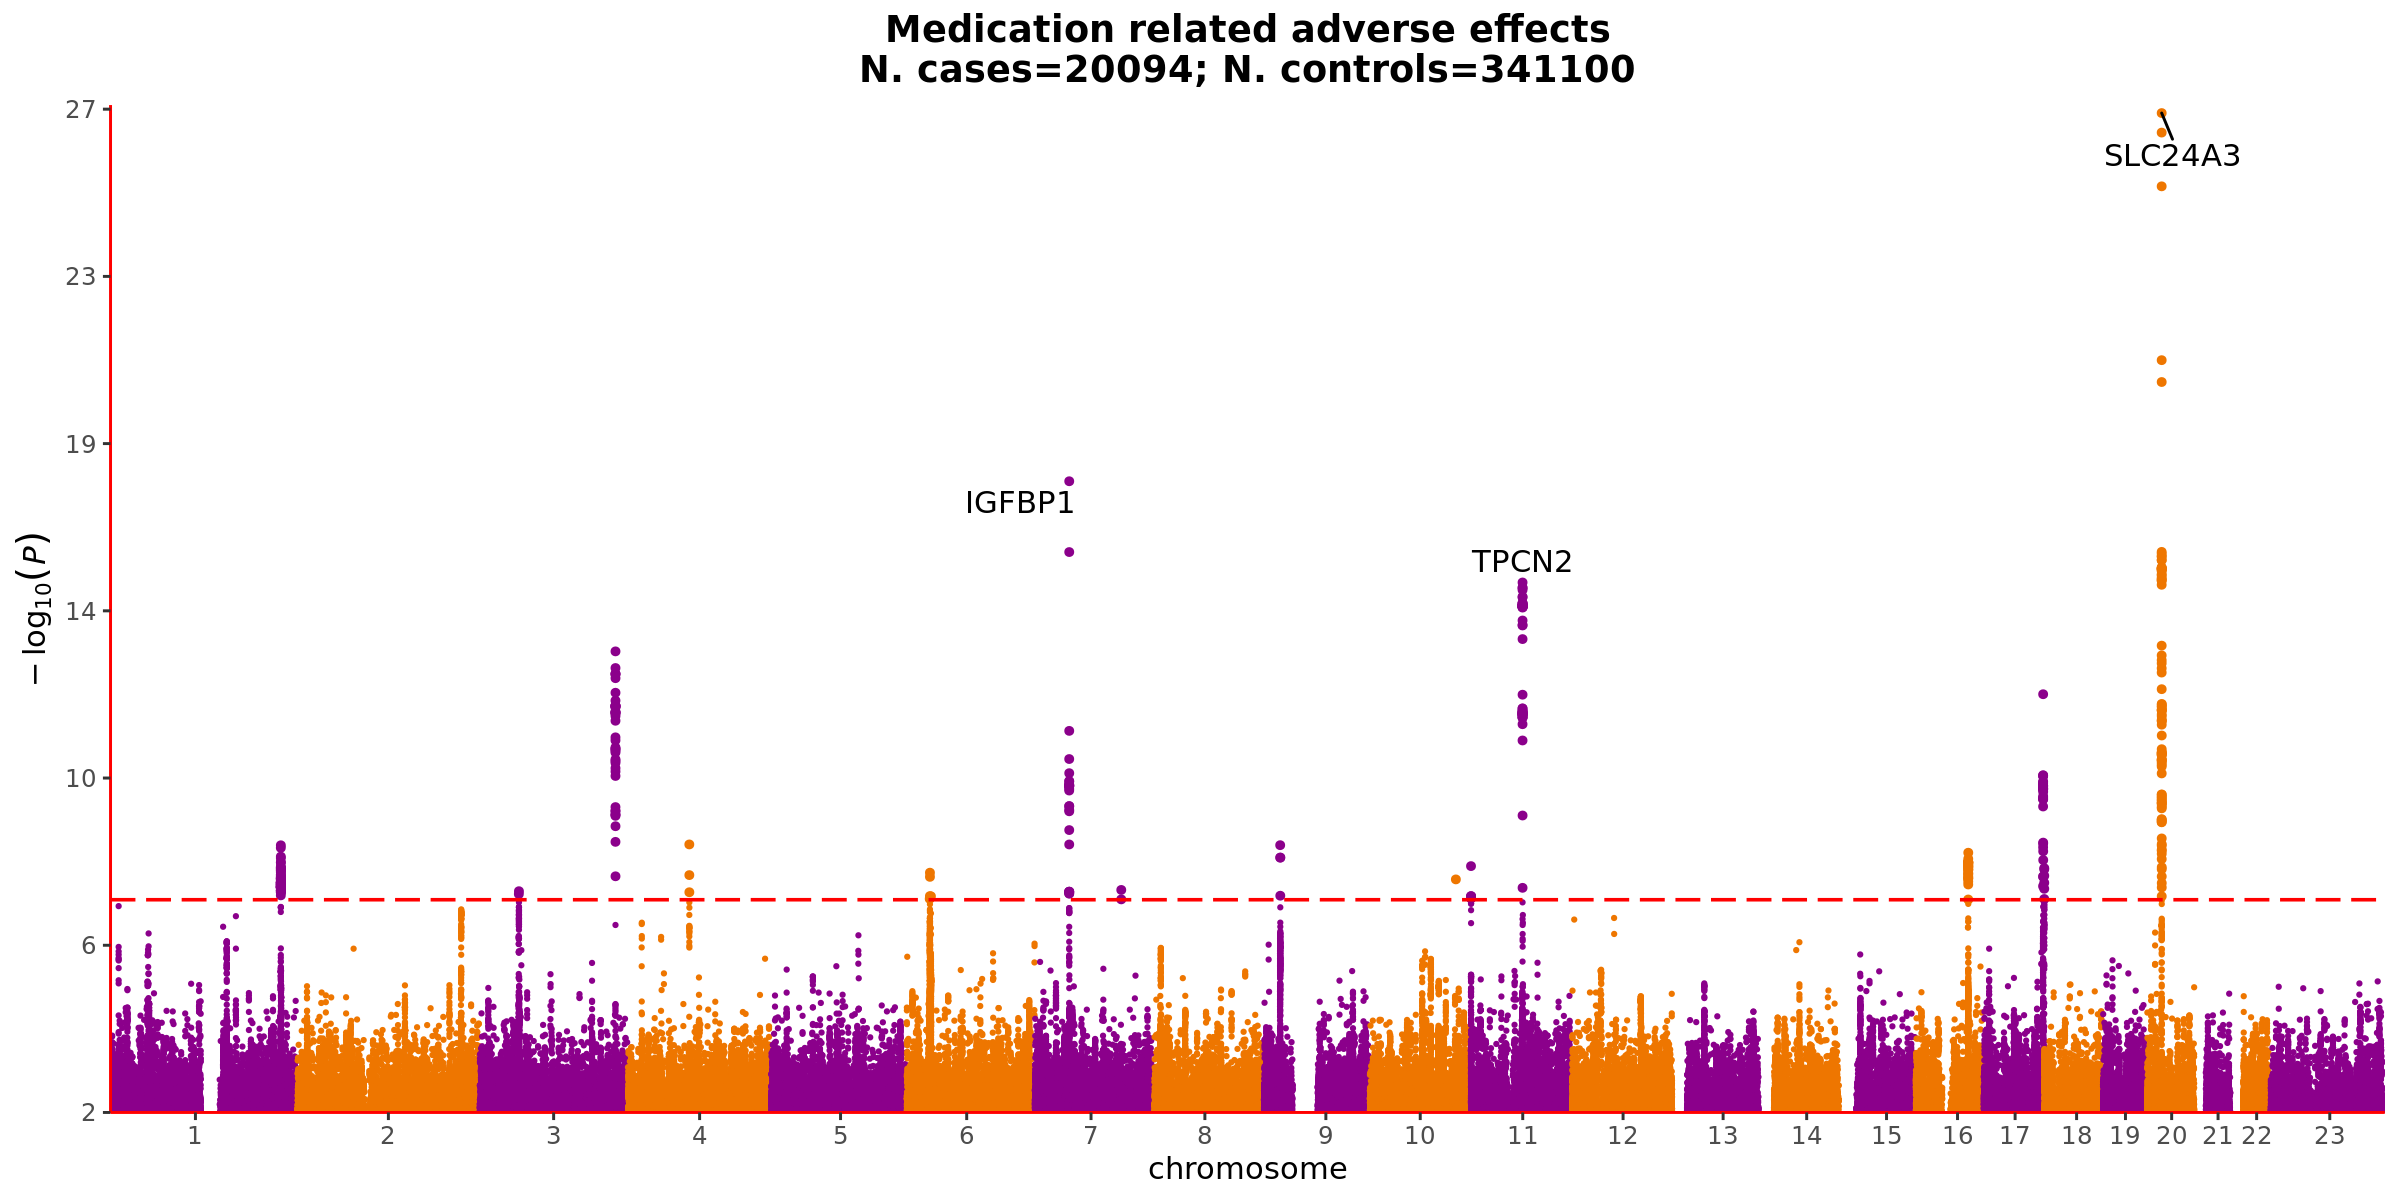 Medication related adverse effects
N. cases=20094; N. controls=341100
27
SLC24A3
23
19
IGFBP1
TPCN2
−log10(P)
14
10
6
2
1 2 3 4 5 6 7 8 9 10 11 12 13 14 15 16 17 18 19 20 21 22 23
chromosome